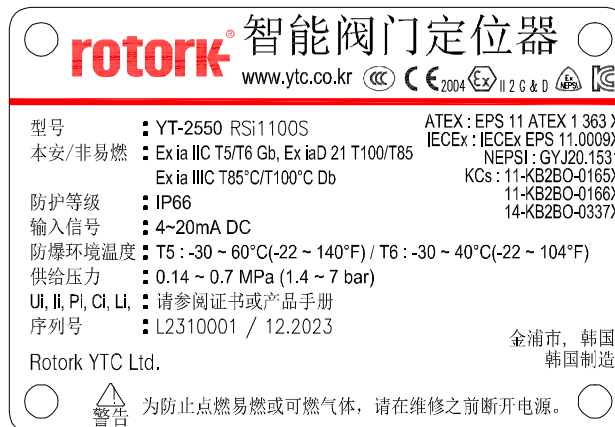 rotork® 智能阀门定位器
www.ytc.co.kr CCC CE 2004 Ex II 2 G & D Ex NEPSI
型号 : YT-2550 RSi1100S
ATEX : EPS 11 ATEX 1 363 X
本安/非易燃 : Ex ia IIC T5/T6 Gb, Ex iaD 21 T100/T85
Ex ia IIIC T85°C/T100°C Db
IECEx : IECEx EPS 11.0009X
NEPSI : GYJ20.1531
KCs : 11-KB2BO-0165X
11-KB2BO-0166X
14-KB2BO-0337X
防护等级 : IP66
输入信号 : 4~20mA DC
防爆环境温度 : T5 : -30 ~ 60°C(-22 ~ 140°F) / T6 : -30 ~ 40°C(-22 ~ 104°F)
供给压力 : 0.14 ~ 0.7 MPa (1.4 ~ 7 bar)
Ui, Ii, Pi, Ci, Li, : 请参阅证书或产品手册
序列号 : L2310001 / 12.2023
金浦市, 韩国
韩国制造
Rotork YTC Ltd.
警告 为防止点燃易燃或可燃气体，请在维修之前断开电源。